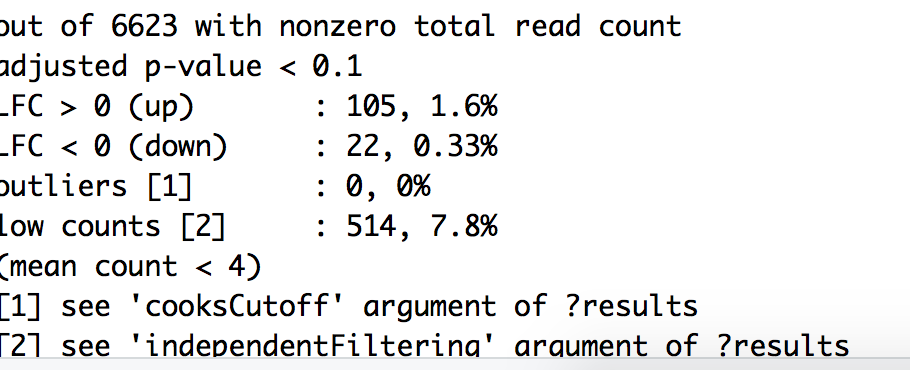 out of 6623 with nonzero total read count
adjusted p-value < 0.1
LFC > 0 (up)       : 105, 1.6%
LFC < 0 (down)     : 22, 0.33%
outliers [1]       : 0, 0%
low counts [2]     : 514, 7.8%
(mean count < 4)
[1] see 'cooksCutoff' argument of ?results
[2] see 'independentFiltering' argument of ?results